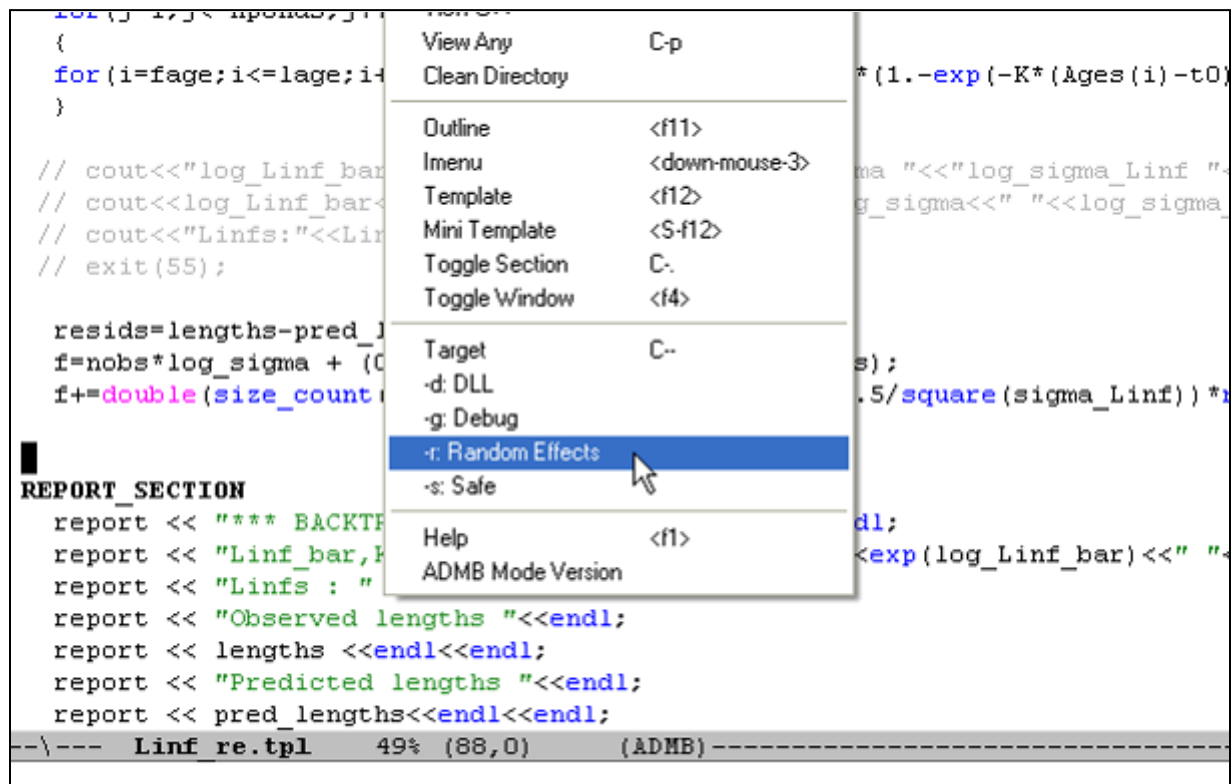 {
for(i=fage;i<=lage;i+
}
// cout<<"log_Linf_bar
// cout<<log_Linf_bar<
// cout<<"Linfs:"<<Lin
// exit(55);
resids=lengths-pred_l
f=nobs*log_sigma + (0
f+=double(size_count(
View Any C-p
Clean Directory
Outline <f11>
Imenu <down-mouse-3>
Template <f12>
Mini Template <S-f12>
Toggle Section C-.
Toggle Window <f4>
Target C--
-d: DLL
-g: Debug
-r: Random Effects
-s: Safe
Help <f1>
ADMB Mode Version
*(1.-exp(-K*(Ages(i)-t0)
ma "<<"log_sigma_Linf "<
g_sigma<<" "<<log_sigma_
s);
.5/square(sigma_Linf))*n
REPORT_SECTION
report << "*** BACKTR dl;
report << "Linf_bar,K <exp(log_Linf_bar)<<" "<
report << "Linfs : "
report << "Observed lengths "<<endl;
report << lengths <<endl<<endl;
report << "Predicted lengths "<<endl;
report << pred_lengths<<endl<<endl;
--\--- Linf_re.tpl 49% (88,0) (ADMB)--------------------------------